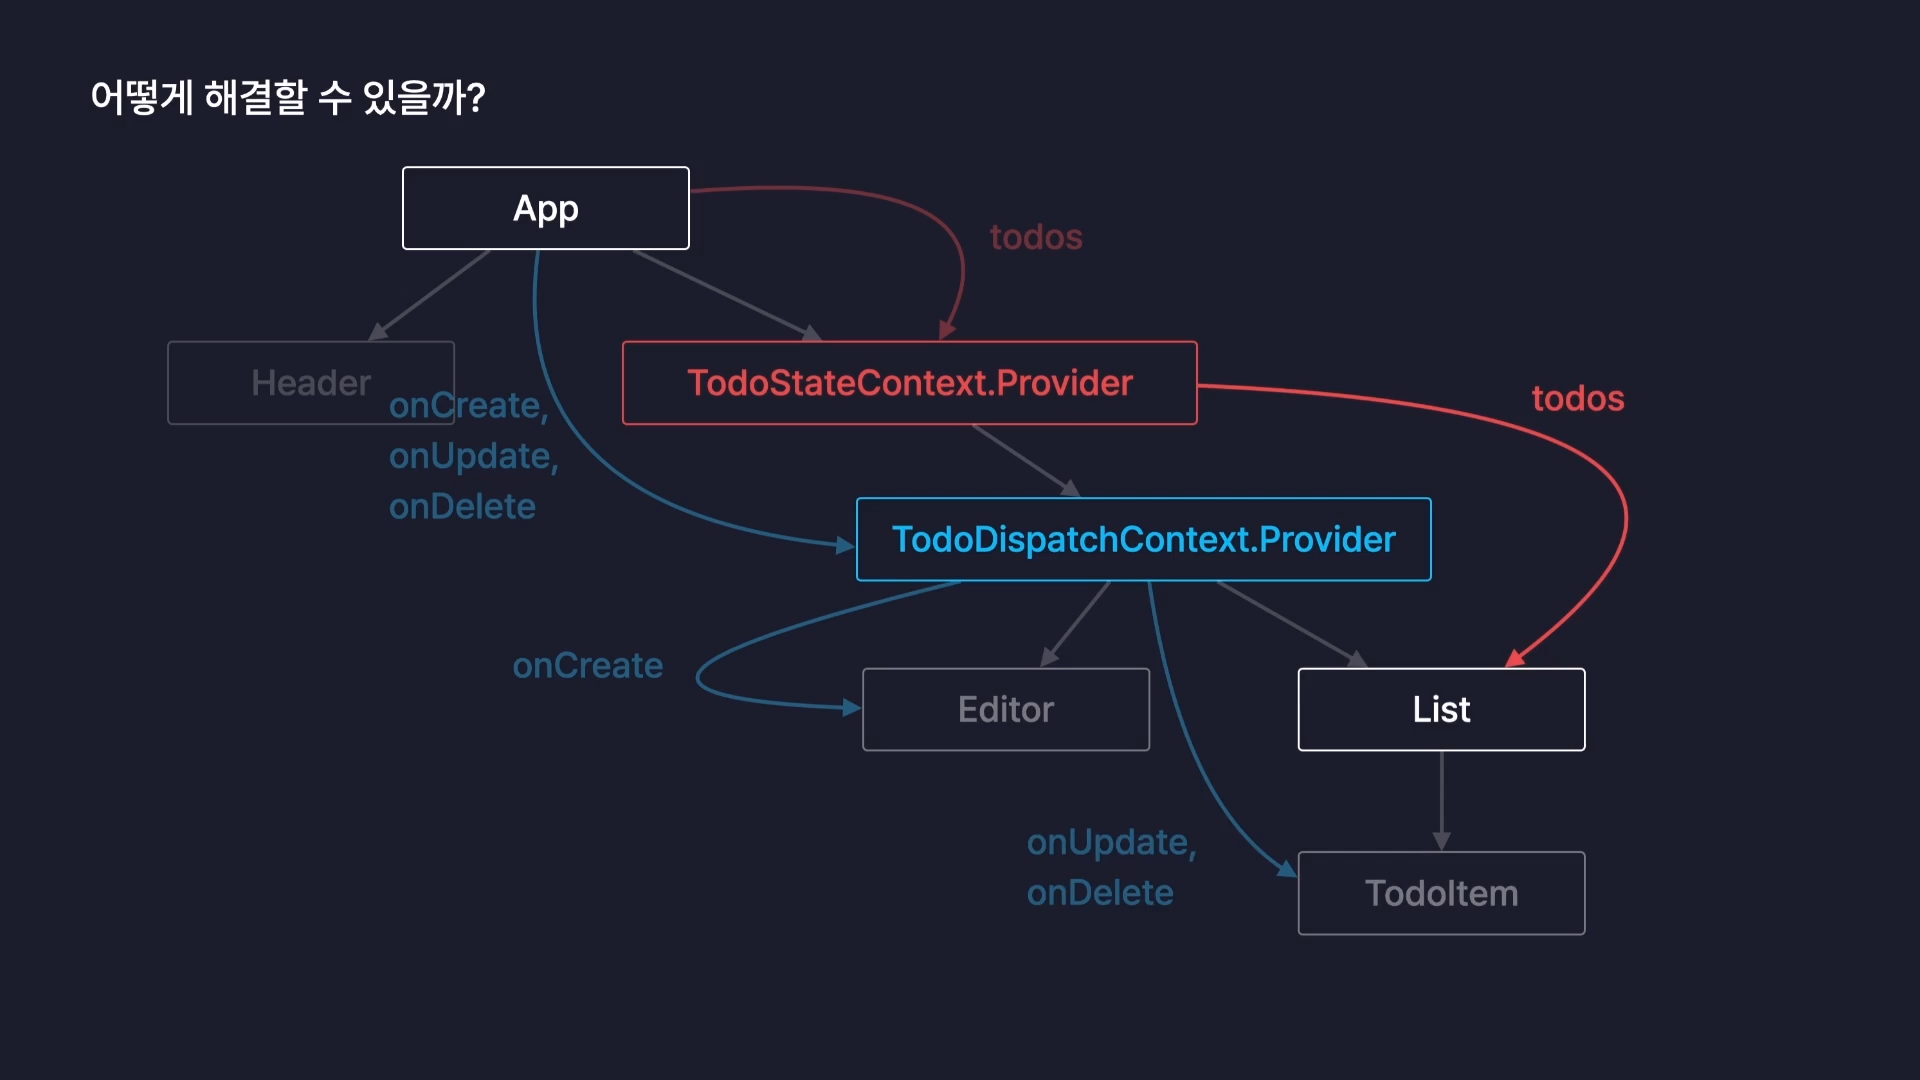 어떻게 해결할 수 있을까?
App
todos
Header
TodoStateContext.Provider
todos
onCreate,
onUpdate,
onDelete
TodoDispatchContext.Provider
onCreate
Editor
List
onUpdate,
onDelete
TodoItem